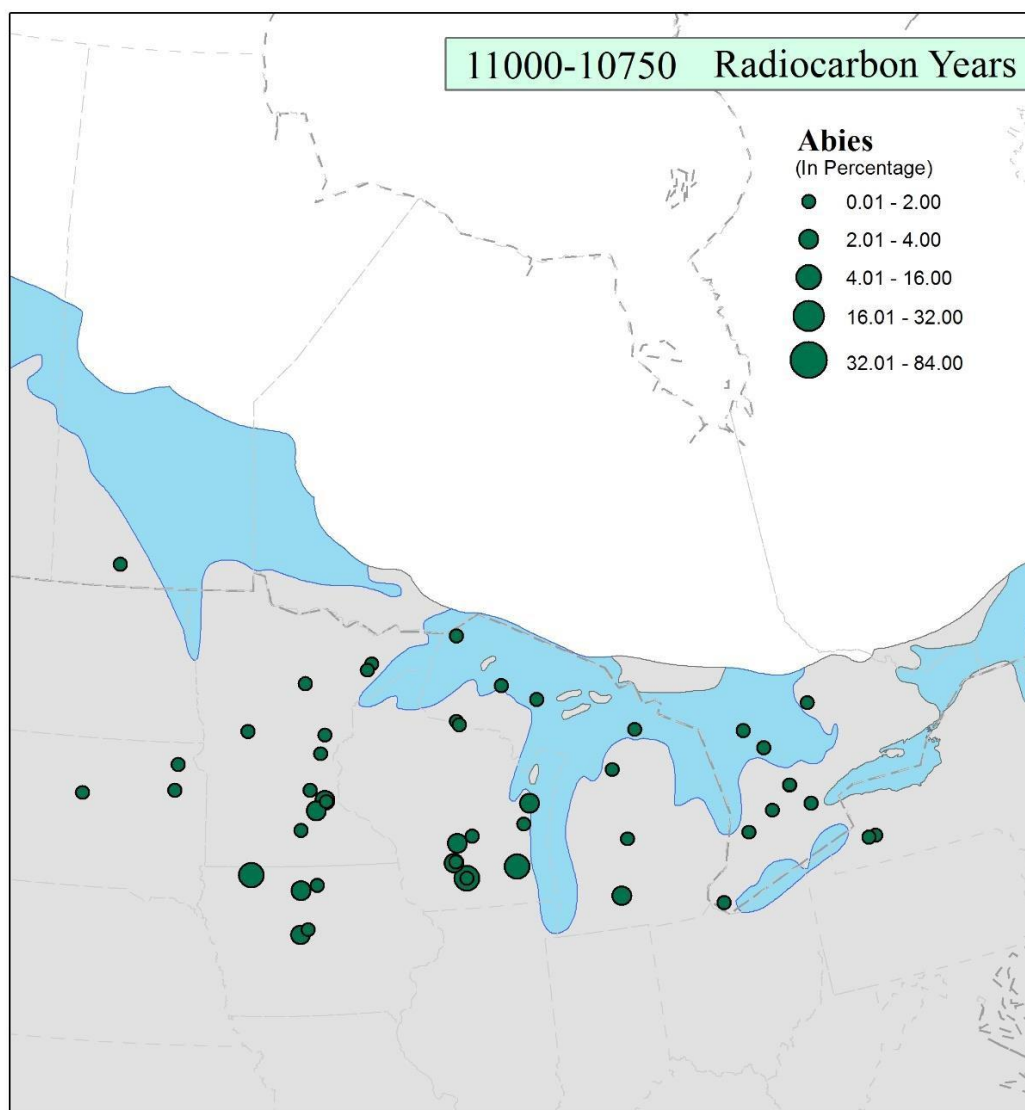 11000-10750 Radiocarbon Years
Abies
(In Percentage)
0.01 - 2.00
2.01 - 4.00
4.01 - 16.00
16.01 - 32.00
32.01 - 84.00